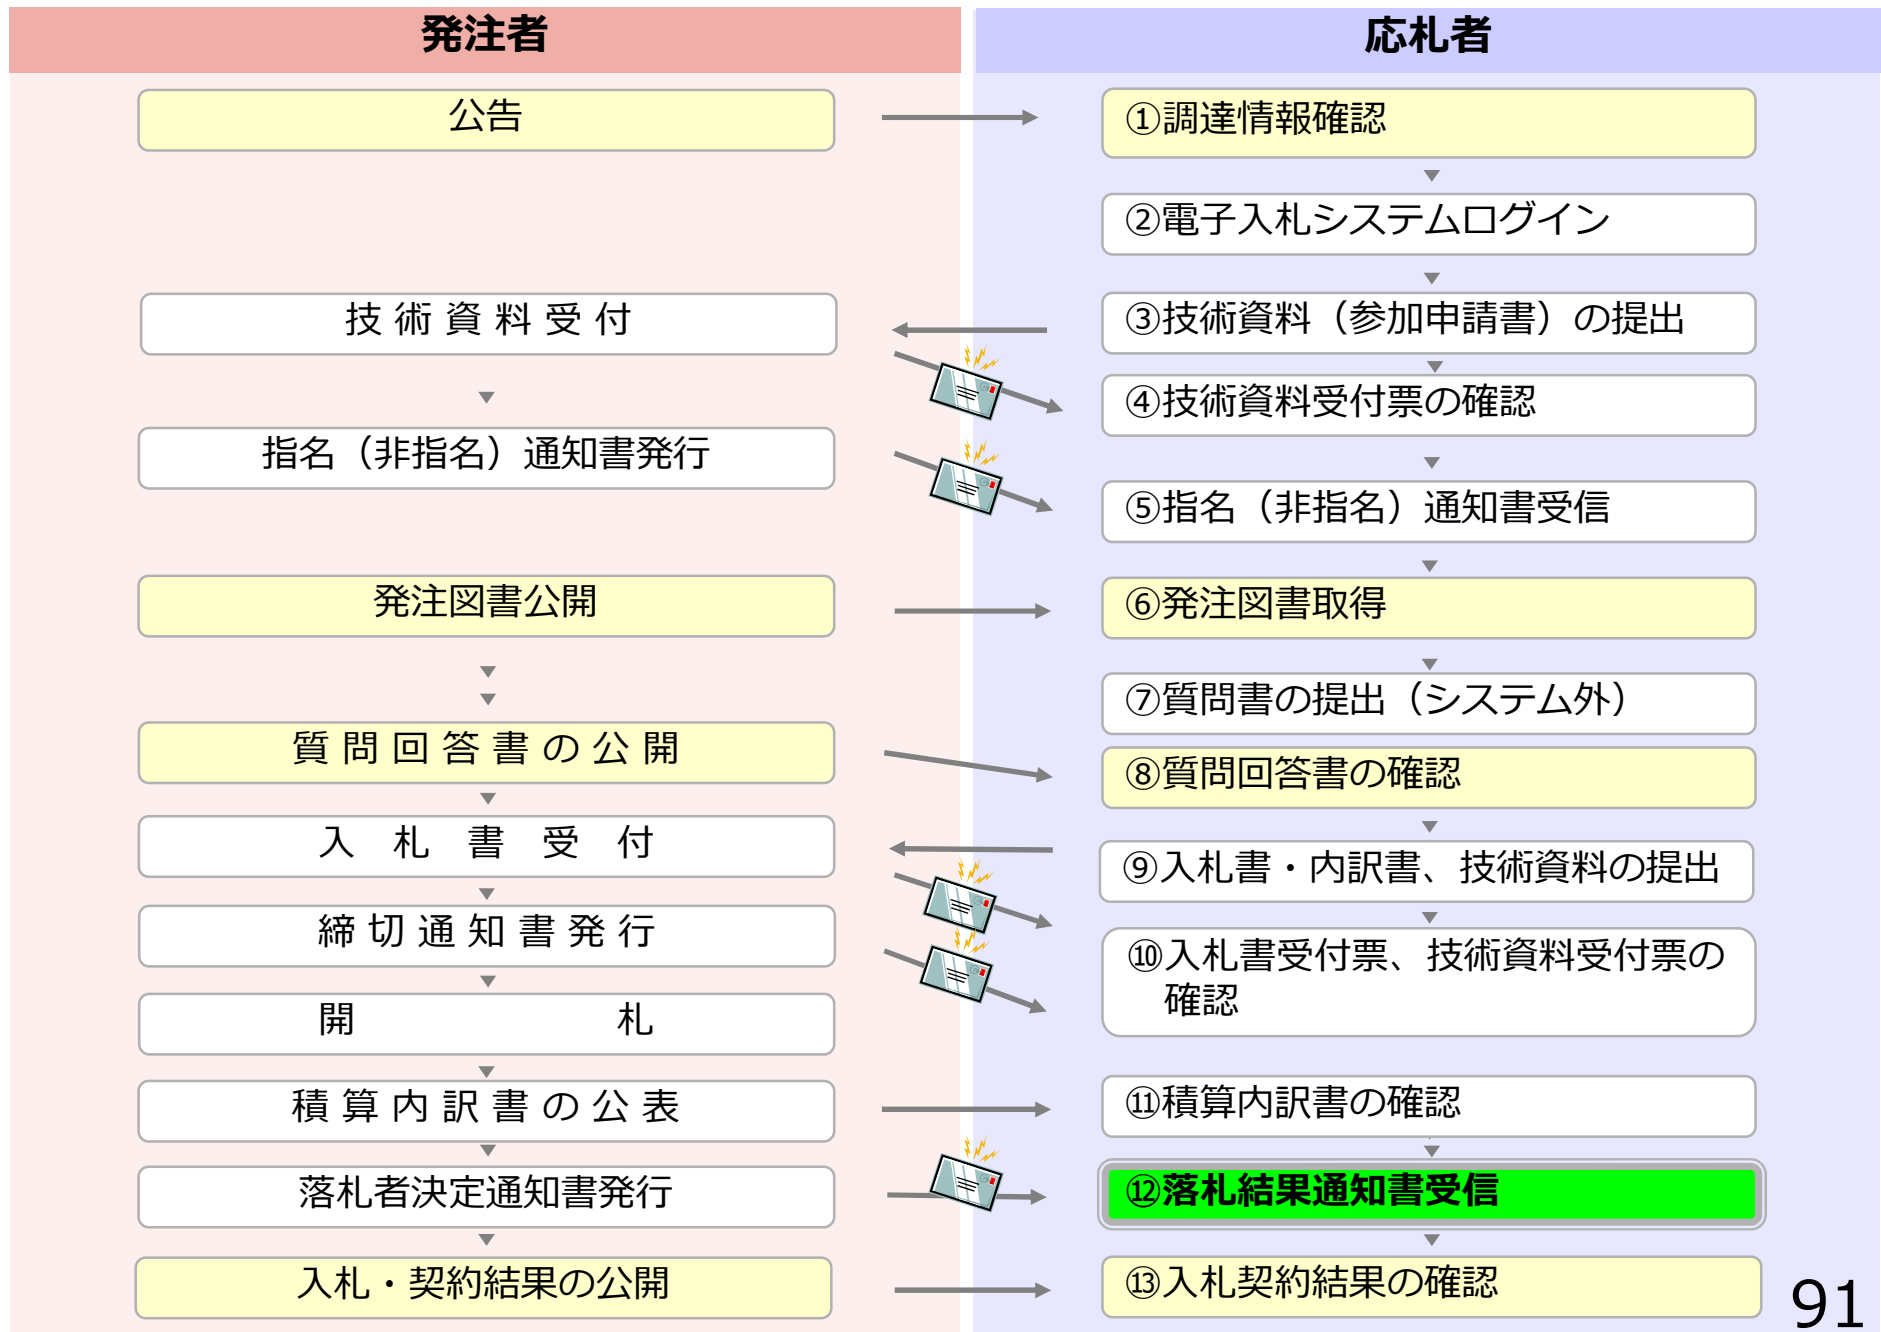 発注者
応札者
公告
①調達情報確認
②電子入札システムログイン
技術資料受付
③技術資料（参加申請書）の提出
④技術資料受付票の確認
指名（非指名）通知書発行
⑤指名（非指名）通知書受信
発注図書公開
⑥発注図書取得
⑦質問書の提出（システム外）
質問回答書の公開
⑧質問回答書の確認
入札書受付
⑨入札書・内訳書、技術資料の提出
締切通知書発行
⑩入札書受付票、技術資料受付票の
確認
開札
積算内訳書の公表
⑪積算内訳書の確認
落札者決定通知書発行
⑫落札結果通知書受信
入札・契約結果の公開
⑬入札契約結果の確認
91